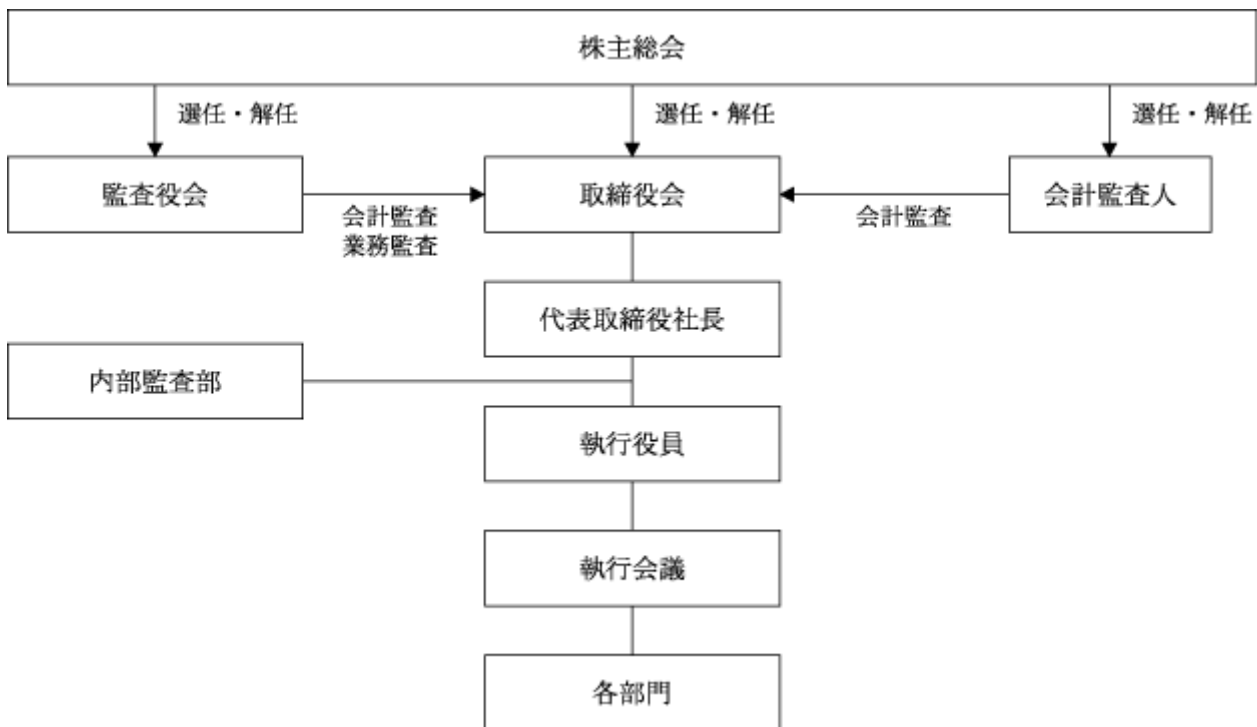 株主総会
選任・解任
選任・解任
選任・解任
監査役会
取締役会
会計監査人
会計監査
業務監査
会計監査
代表取締役社長
内部監査部
執行役員
執行会議
各部門